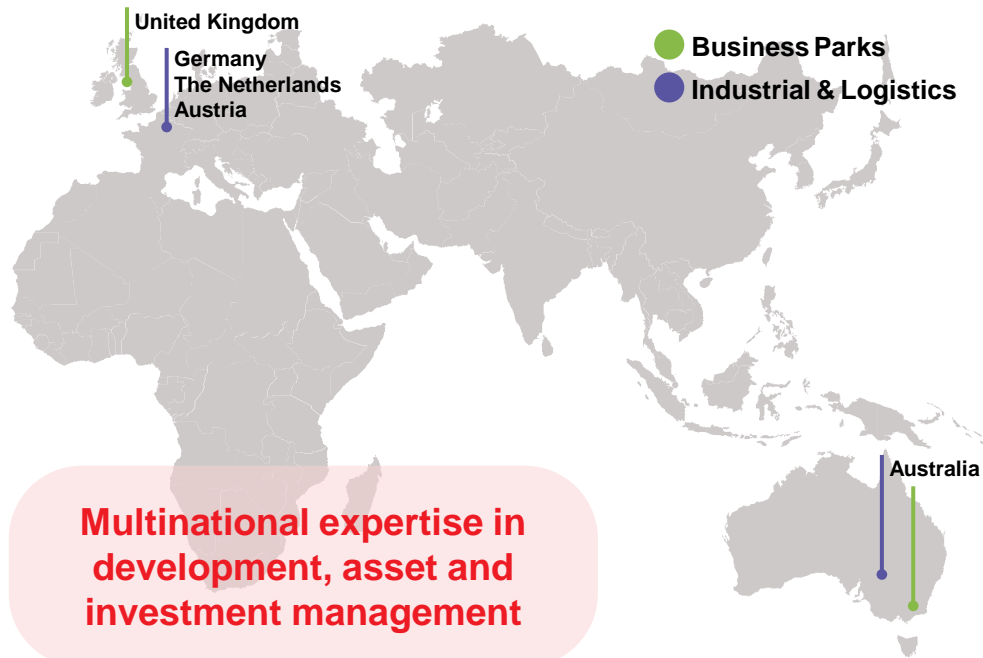 United Kingdom
Germany
The Netherlands
Austria
Business Parks
Industrial & Logistics
Australia
Multinational expertise in
development, asset and
investment management